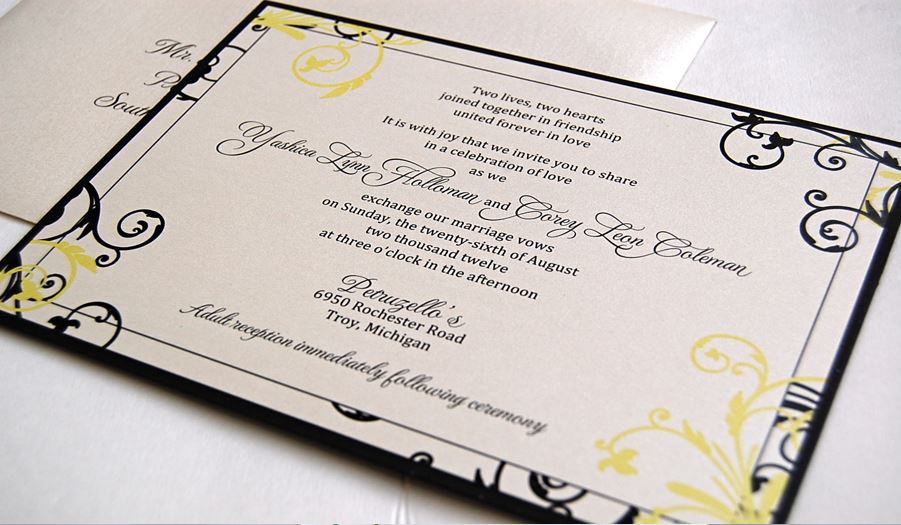 Mr.
Sout
Two lives, two hearts
joined together in friendship
united forever in love
It is with joy that we invite you to share
in a celebration of love
as we
Yashica Lynn Holloman and Corey Leon Coleman
exchange our marriage vows
on Sunday, the twenty-sixth of August
two thousand twelve
at three o'clock in the afternoon
Petruzello's
6950 Rochester Road
Troy, Michigan
Adult reception immediately following ceremony